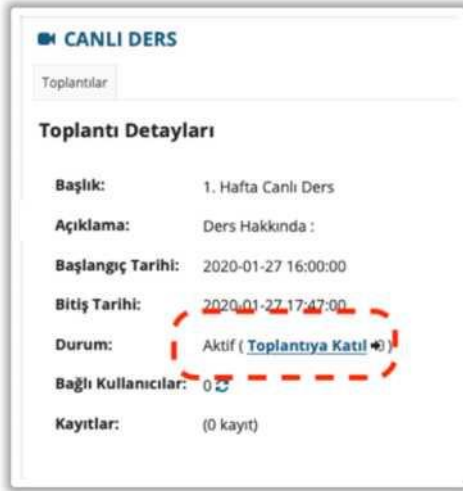 CANLI DERS
Toplantılar
Toplantı Detayları
Başlık: 1. Hafta Canlı Ders
Açıklama: Ders Hakkında :
Başlangıç Tarihi: 2020-01-27 16:00:00
Bitiş Tarihi: 2020-01-27 17:47:00
Durum: Aktif ( Toplantıya Katıl )
Bağlı Kullanıcılar: 0
Kayıtlar: (0 kayıt)